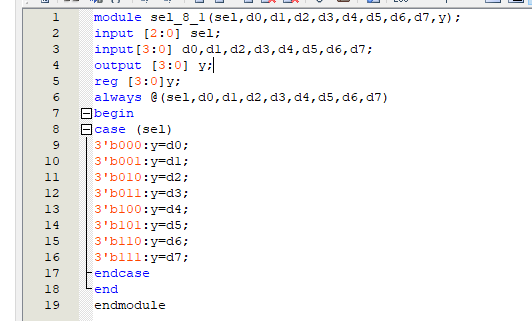 1 module sel_8_1(sel,d0,d1,d2,d3,d4,d5,d6,d7,y);
2 input [2:0] sel;
3 input[3:0] d0,d1,d2,d3,d4,d5,d6,d7;
4 output [3:0] y;
5 reg [3:0]y;
6 always @(sel,d0,d1,d2,d3,d4,d5,d6,d7)
7 begin
8 case (sel)
9 3'b000:y=d0;
10 3'b001:y=d1;
11 3'b010:y=d2;
12 3'b011:y=d3;
13 3'b100:y=d4;
14 3'b101:y=d5;
15 3'b110:y=d6;
16 3'b111:y=d7;
17 endcase
18 end
19 endmodule